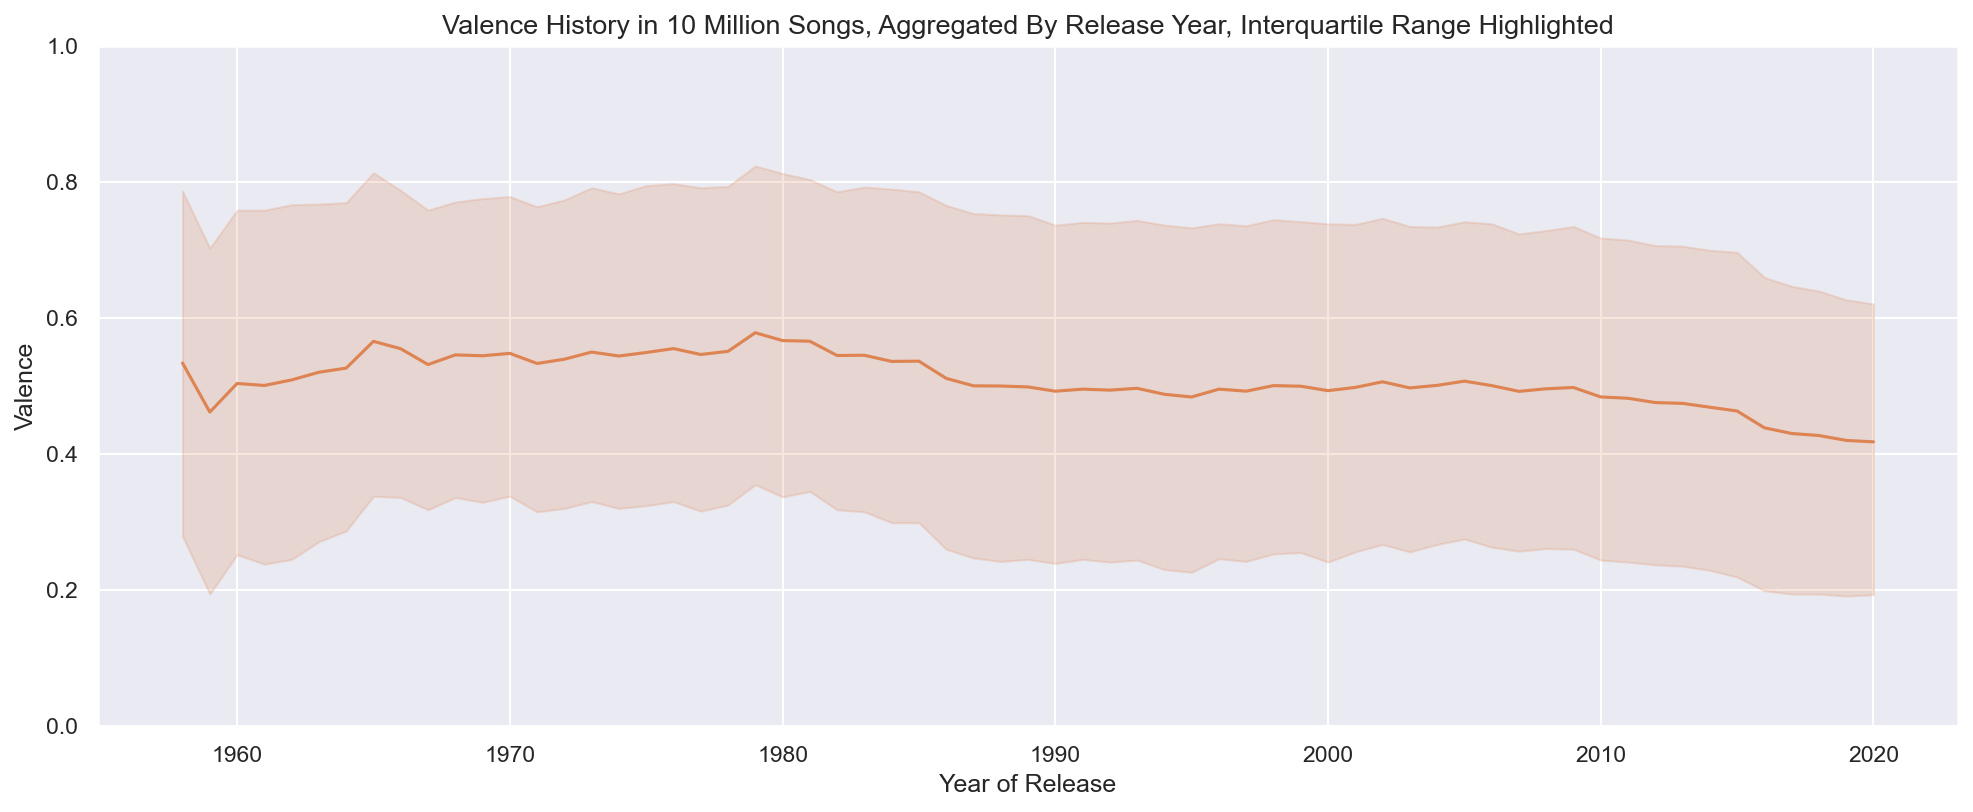 Valence History in 10 Million Songs, Aggregated By Release Year, Interquartile Range Highlighted
1.0
0.8
0.6
0.4
0.2
0.0
Valence
1960 1970 1980 1990 2000 2010 2020
Year of Release